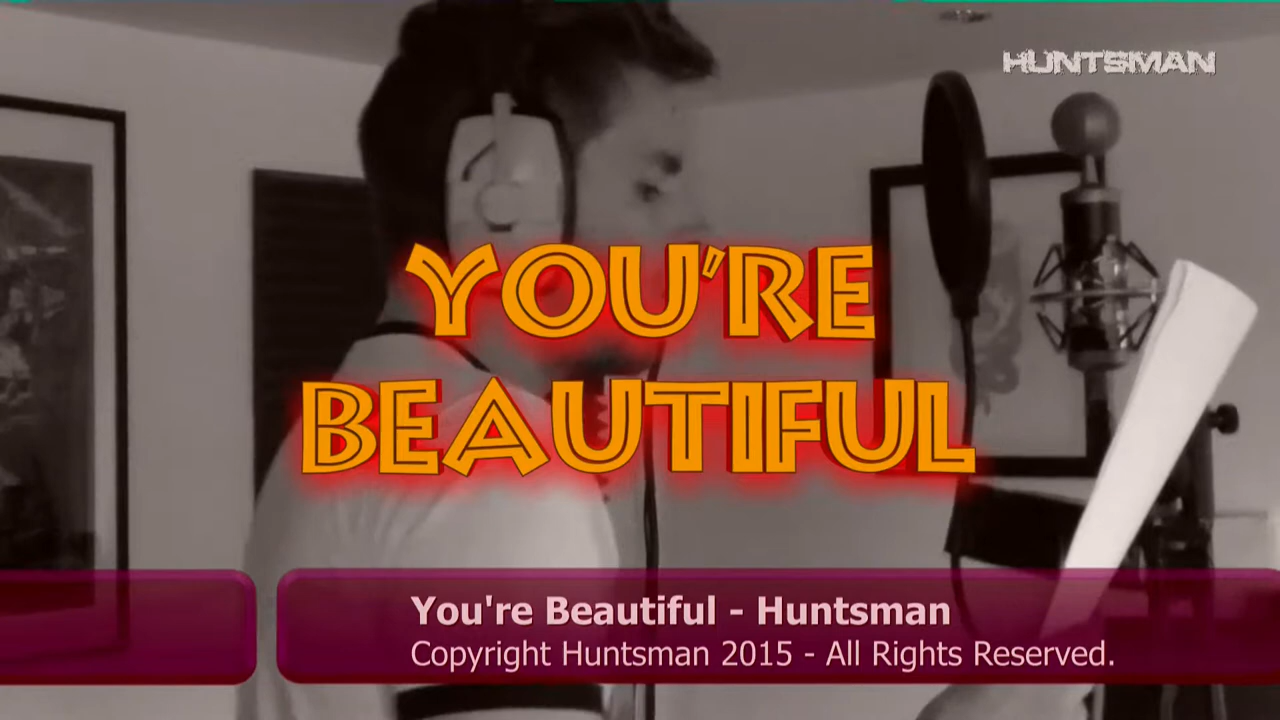 HUNTSMAN
YOU'RE
BEAUTIFUL
You're Beautiful - Huntsman
Copyright Huntsman 2015 - All Rights Reserved.